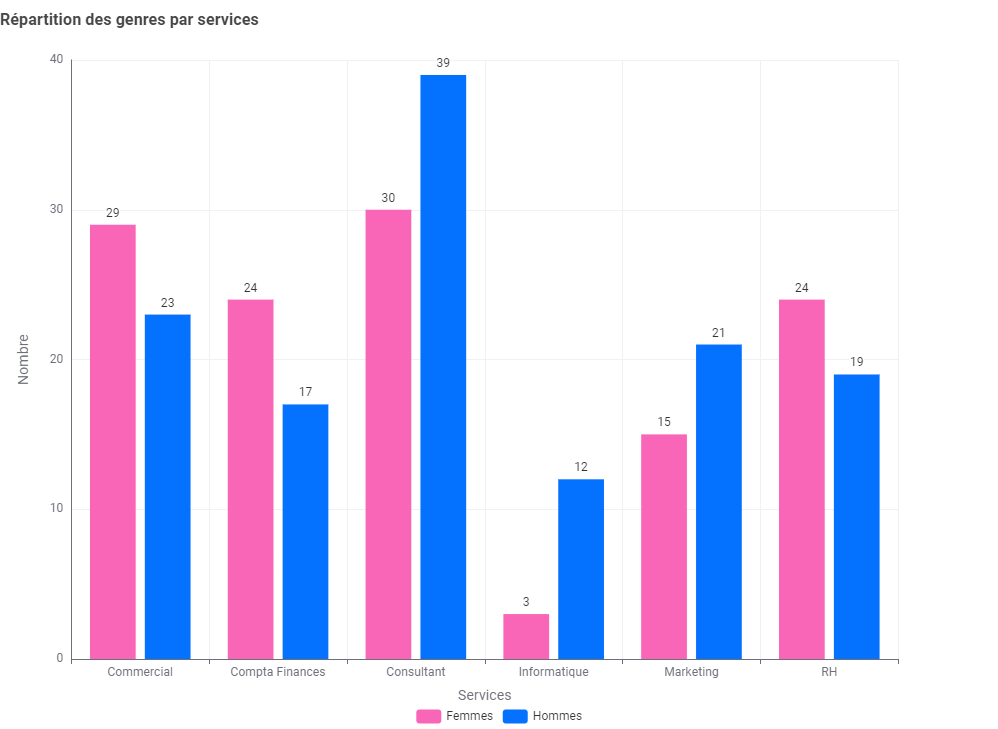 Répartition des genres par services
40
39
30
30
29
24
24
23
20
21
19
17
15
12
10
3
0
Nombre
Commercial
Compta Finances
Consultant
Informatique
Marketing
RH
Services
Femmes
Hommes